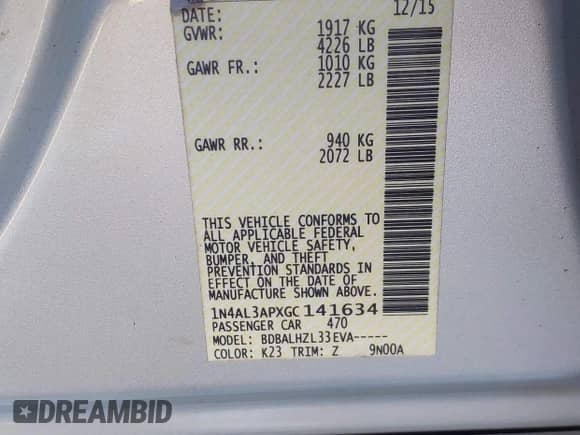 DATE: 12/15
GVWR: 1917 KG
4226 LB
GAWR FR.: 1010 KG
2227 LB
GAWR RR.: 940 KG
2072 LB
THIS VEHICLE CONFORMS TO
ALL APPLICABLE FEDERAL
MOTOR VEHICLE SAFETY,
BUMPER, AND THEFT
PREVENTION STANDARDS IN
EFFECT ON THE DATE OF
MANUFACTURE SHOWN ABOVE.
1N4AL3APXGC141634
PASSENGER CAR 470
MODEL: BDBALHZL33EVA-----
COLOR: K23 TRIM: Z 9N00A
DREAMBID